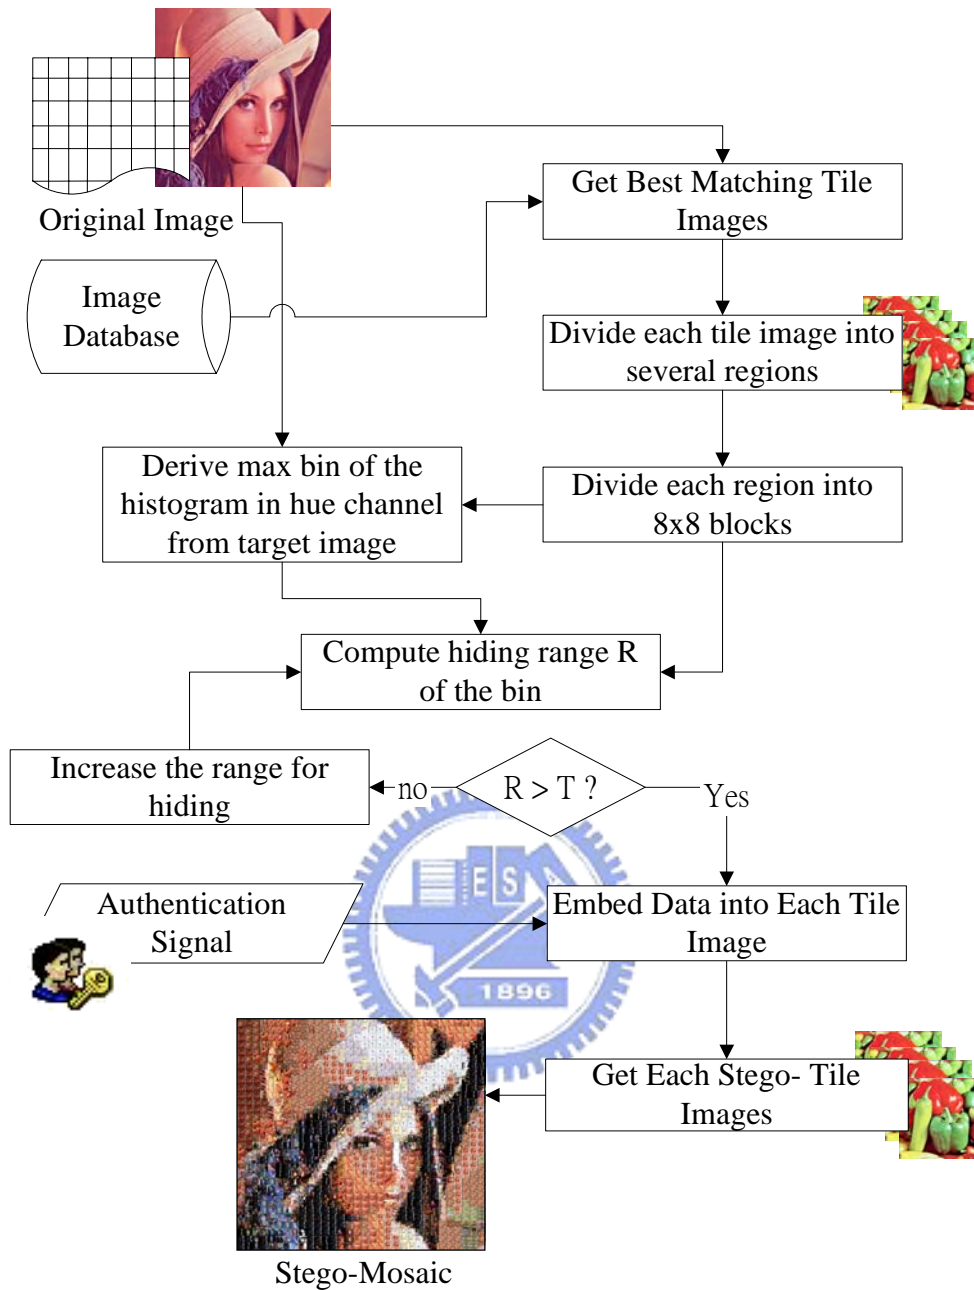 Original Image
Get Best Matching Tile
Images
Image
Database
Divide each tile image into
several regions
Derive max bin of the
histogram in hue channel
from target image
Divide each region into
8x8 blocks
Compute hiding range R
of the bin
Increase the range for
hiding
no
R > T ?
Yes
ES
Authentication
Signal
Embed Data into Each Tile
Image
1896
Get Each Stego- Tile
Images
Stego-Mosaic